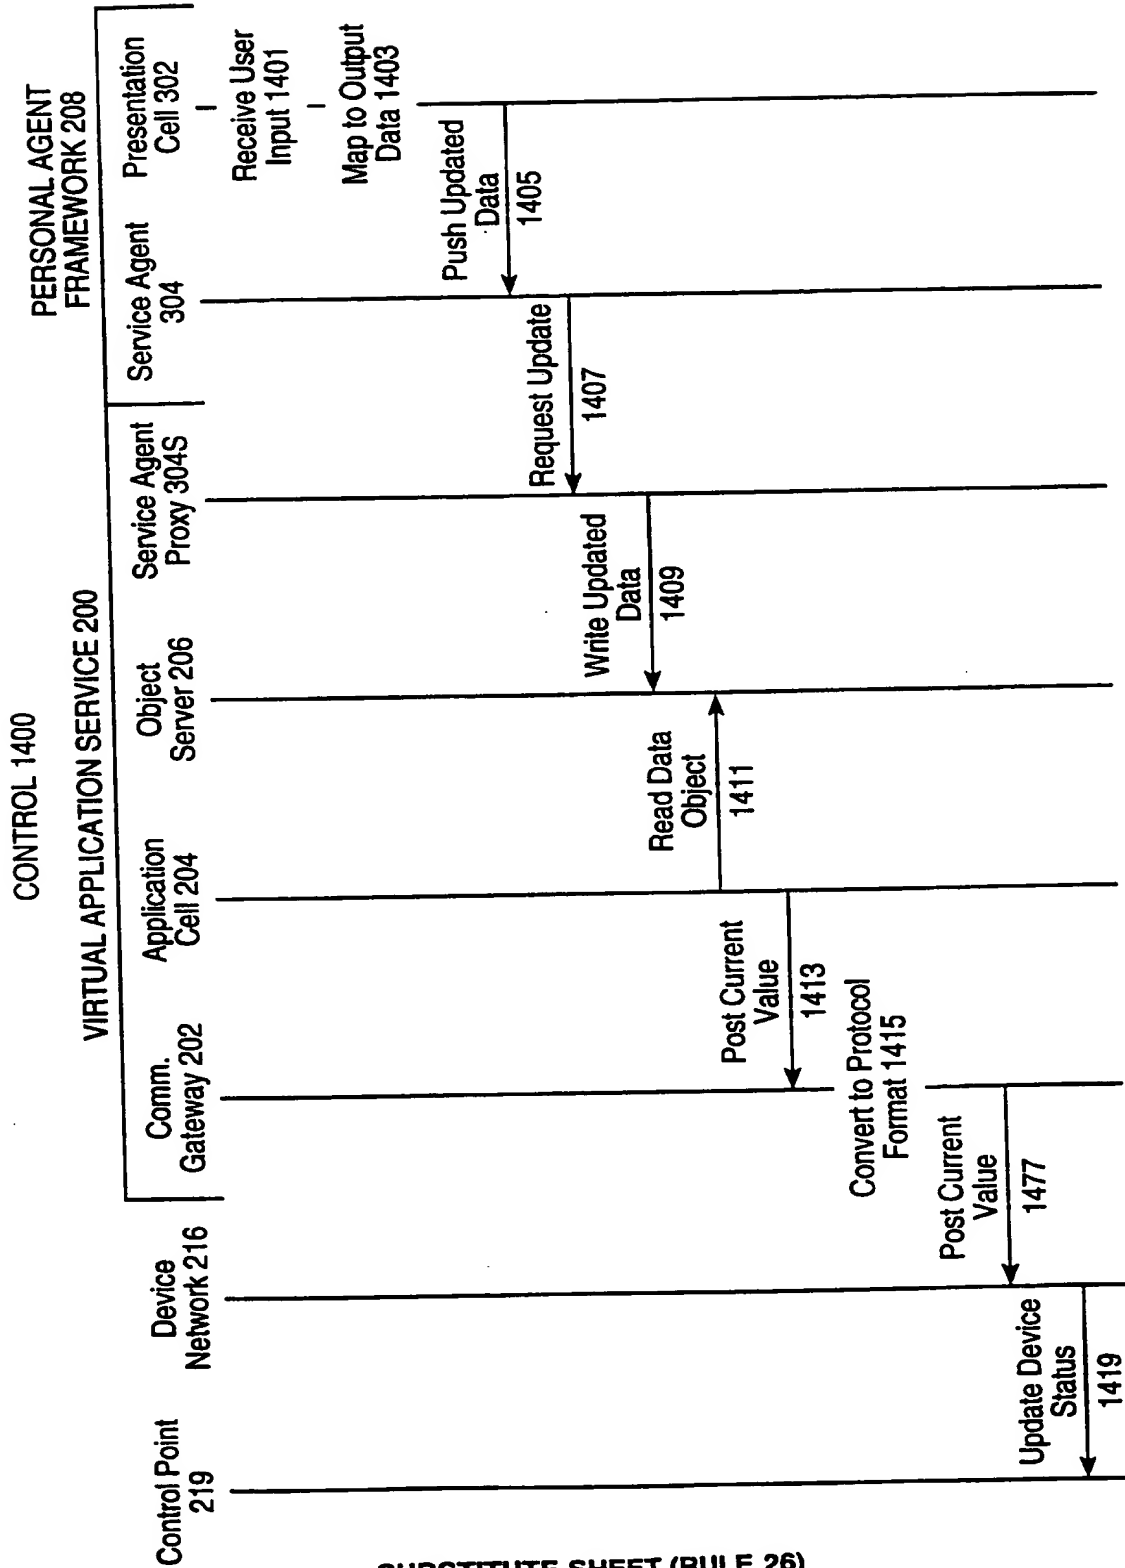 CONTROL 1400
VIRTUAL APPLICATION SERVICE 200
PERSONAL AGENT
FRAMEWORK 208
Control Point
219
Device
Network 216
Comm.
Gateway 202
Application
Cell 204
Object
Server 206
Service Agent
Proxy 304S
Service Agent
304
Presentation
Cell 302
Receive User
Input 1401
Map to Output
Data 1403
Push Updated
Data
1405
Request Update
1407
Write Updated
Data
1409
Read Data
Object
1411
Post Current
Value
1413
Convert to Protocol
Format 1415
Post Current
Value
1477
Update Device
Status
1419
SUBSTITUTE SHEET (RULE 26)